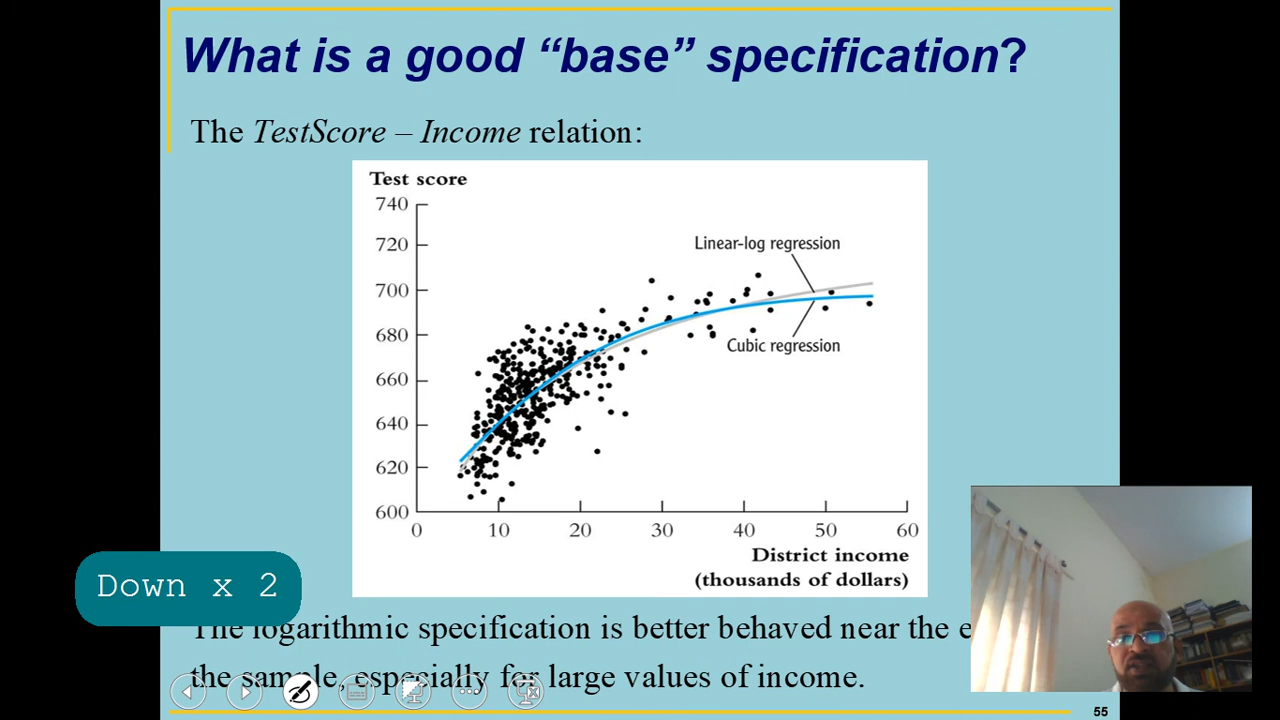 What is a good “base” specification?
The TestScore – Income relation:
Test score
740
720
700
680
660
640
620
600
Linear-log regression
Cubic regression
0 10 20 30 40 50 60
District income
(thousands of dollars)
Down x 2
The logarithmic specification is better behaved near the
the sample, especially for large values of income.
55